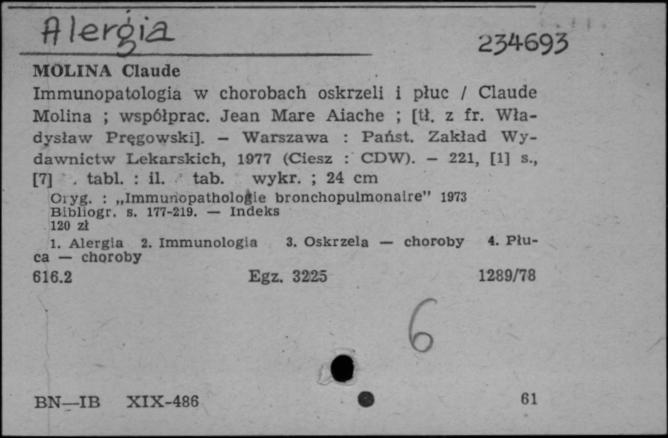 Alergia
234693
MOLINA Claude
Immunopatologia w chorobach oskrzeli i płuc / Claude
Molina ; współprac. Jean Mare Aiache ; [tł. z fr. Wła-
dysław Pręgowski]. — Warszawa : Państ. Zakład Wy-
dawnictw Lekarskich, 1977 (Ciesz : CDW). — 221, [1] s.,
[7] . tabl. : il. tab. wykr. ; 24 cm
Oryg. : „Immunopathologie bronchopulmonaire" 1973
Bibliogr. s. 177-219. — Indeks
120 zł
1. Alergia 2. Immunologia 3. Oskrzela — choroby 4. Płu-
ca — choroby
616.2 Egz. 3225 1289/78
6
BN—IB XIX-486 61